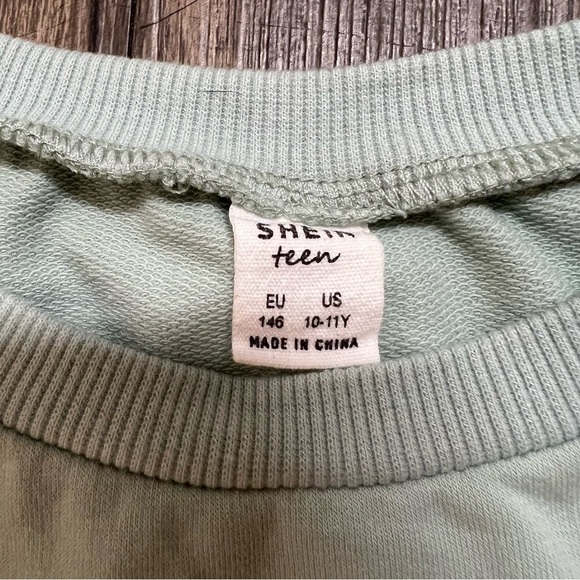 SHEIN
teen
EU US
146 10-11Y
MADE IN CHINA